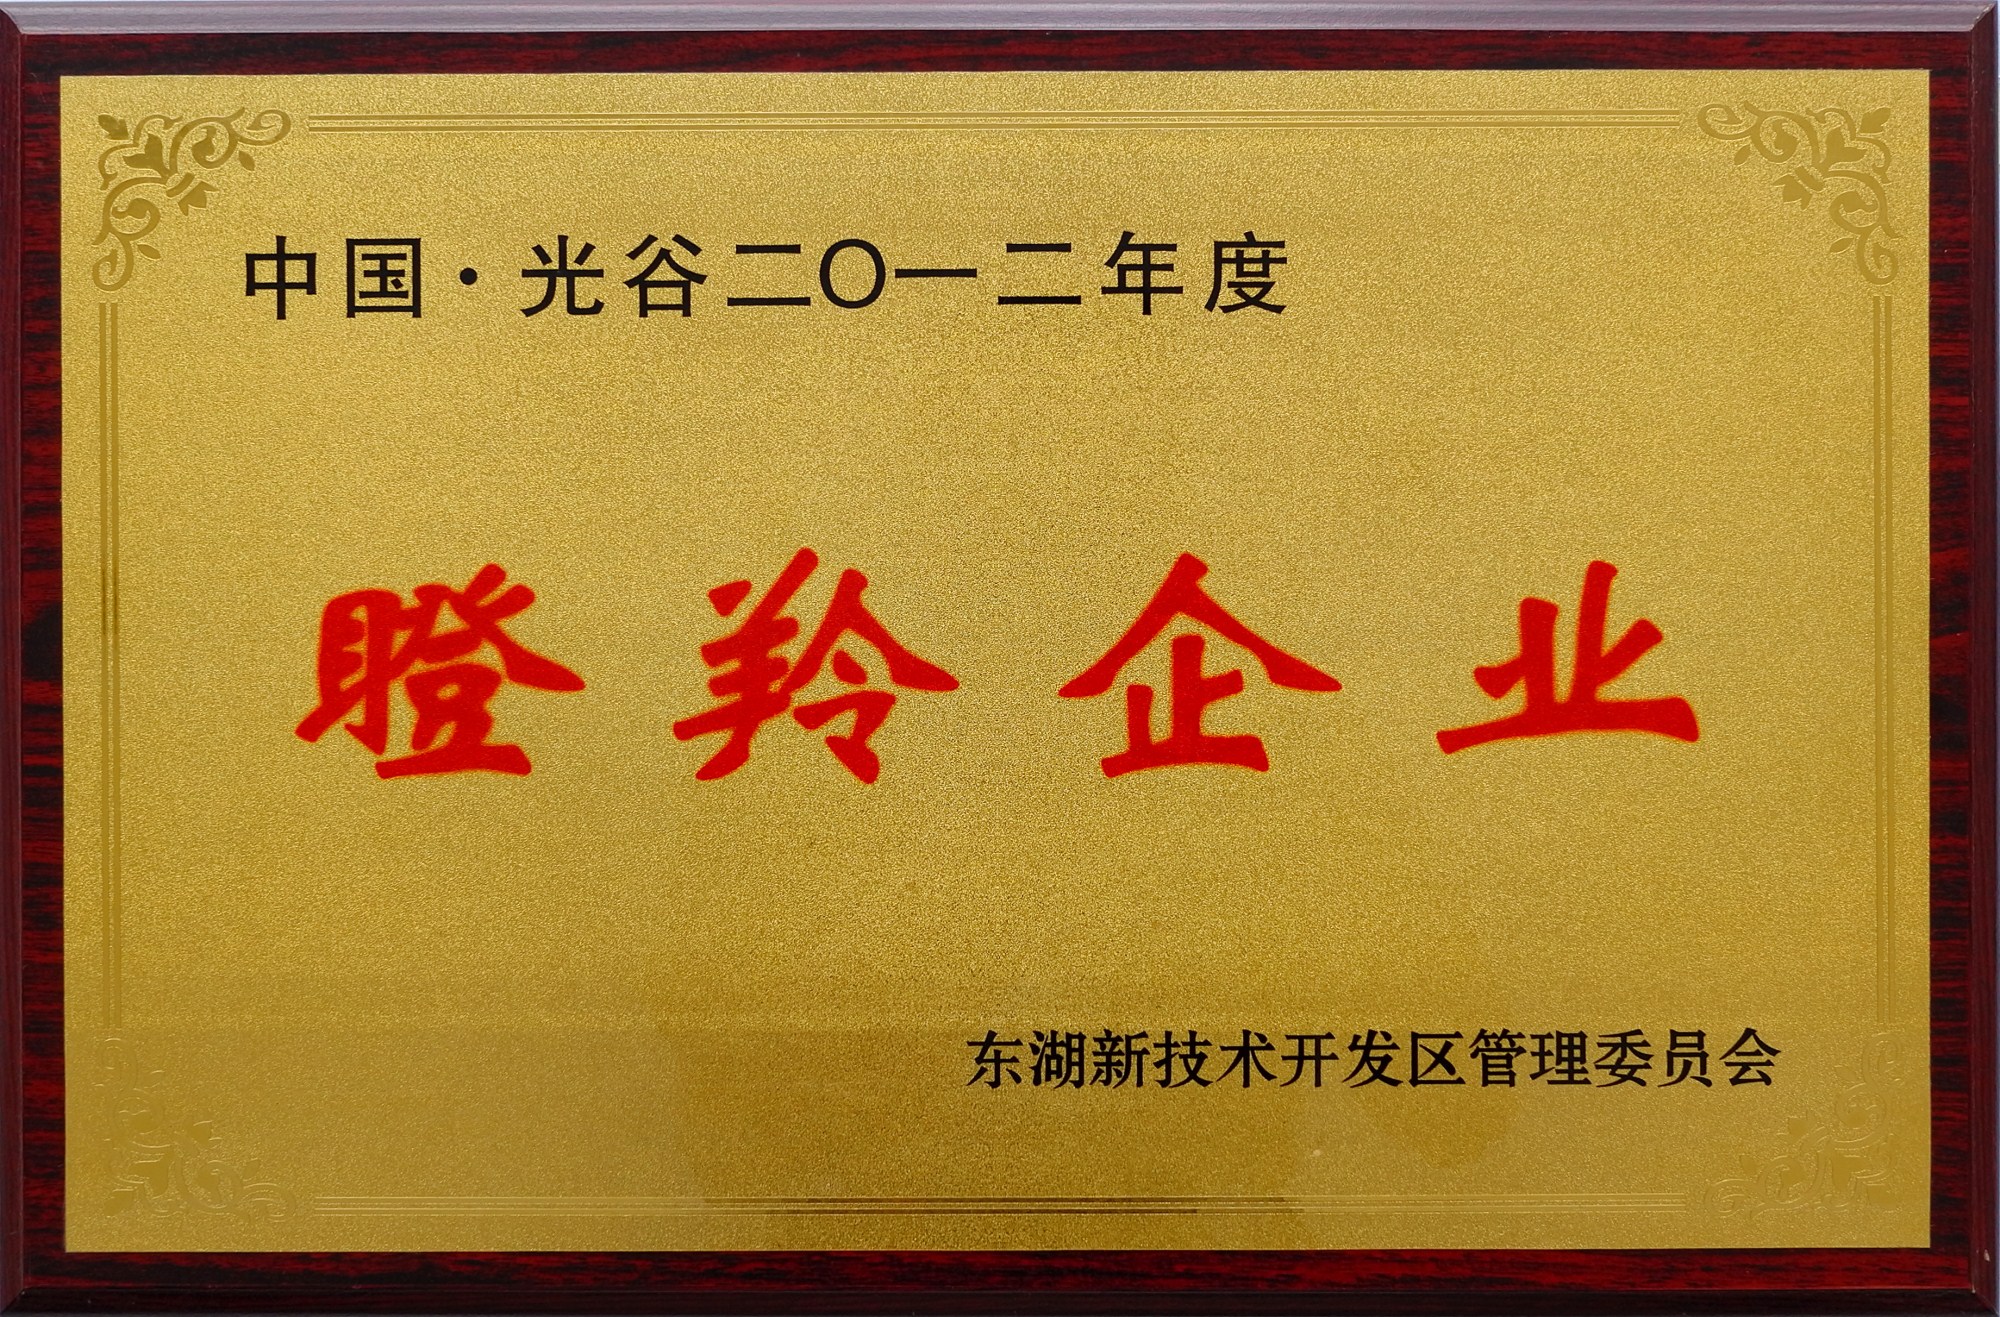 中国·光谷二〇一二年度
瞪羚企业
东湖新技术开发区管理委员会